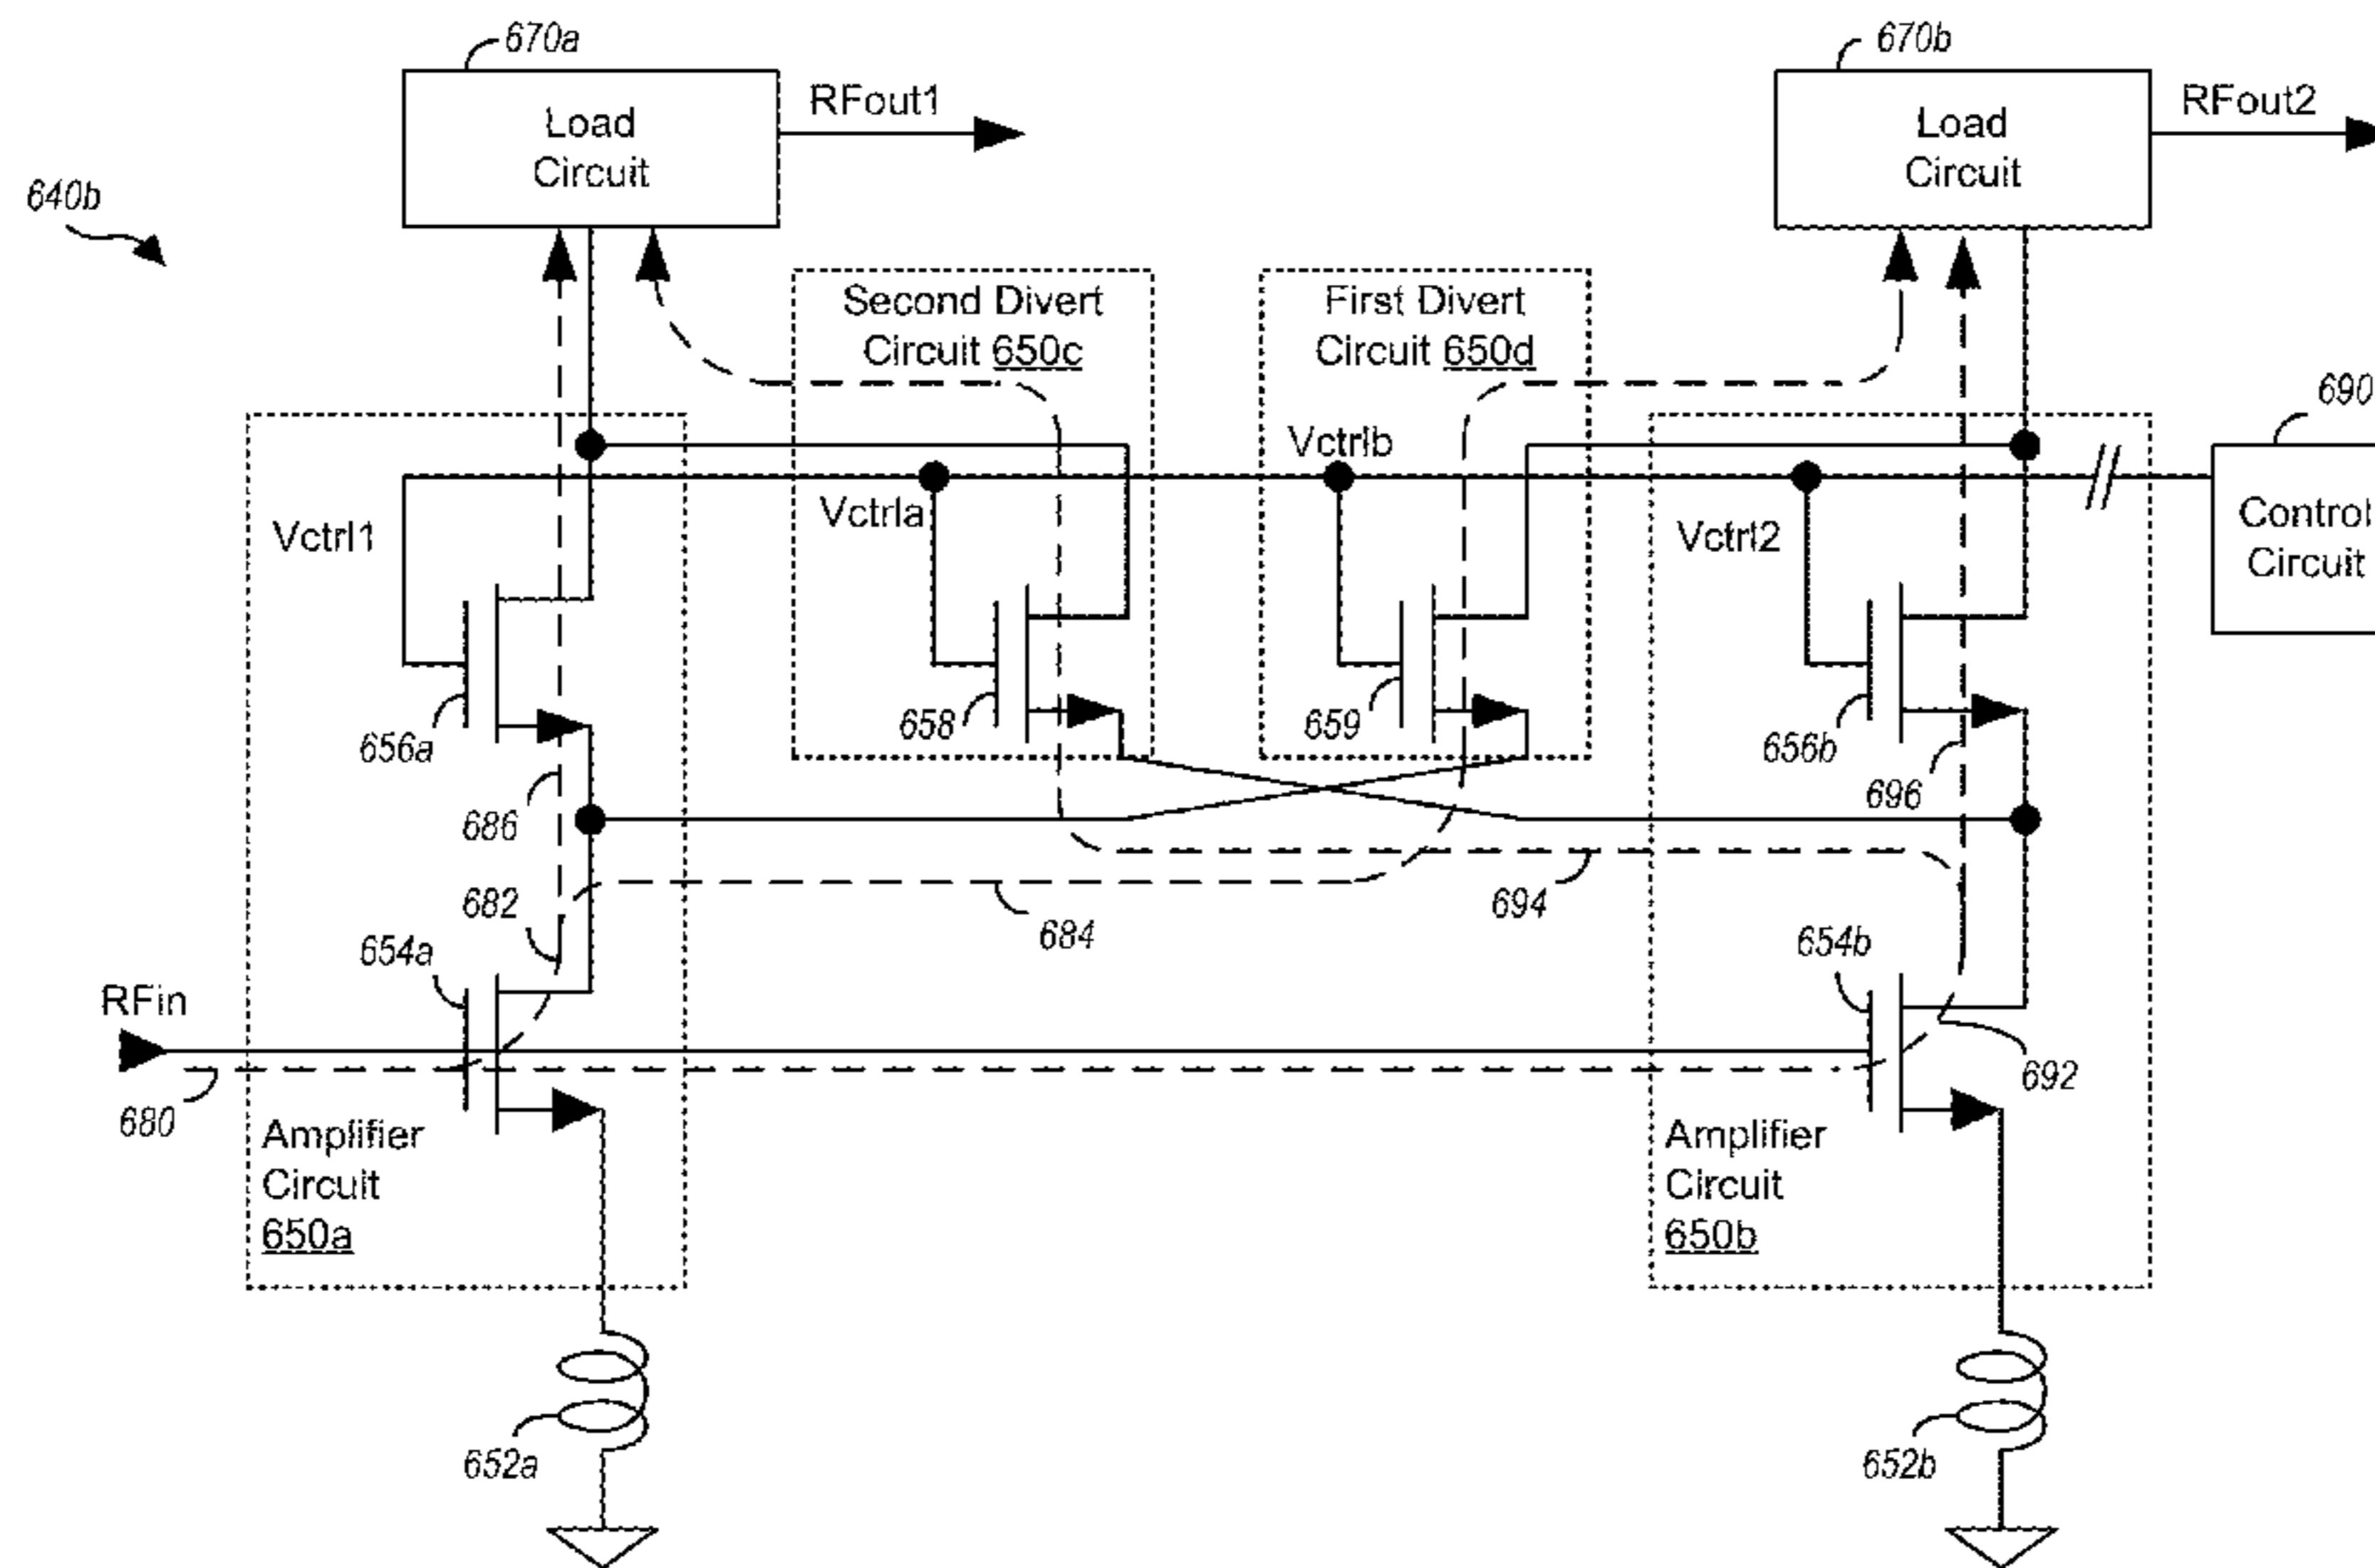 670a
670b
RFout1
RFout2
Load
Circuit
Load
Circuit
640b
Second Divert
Circuit 650c
First Divert
Circuit 650d
690
Vctrlb
Vctrla
Vctrl1
Vctrl2
Control
Circuit
656a
658
659
656b
686
696
682
684
694
654a
654b
RFin
680
692
Amplifier
Circuit
650a
Amplifier
Circuit
650b
652a
652b